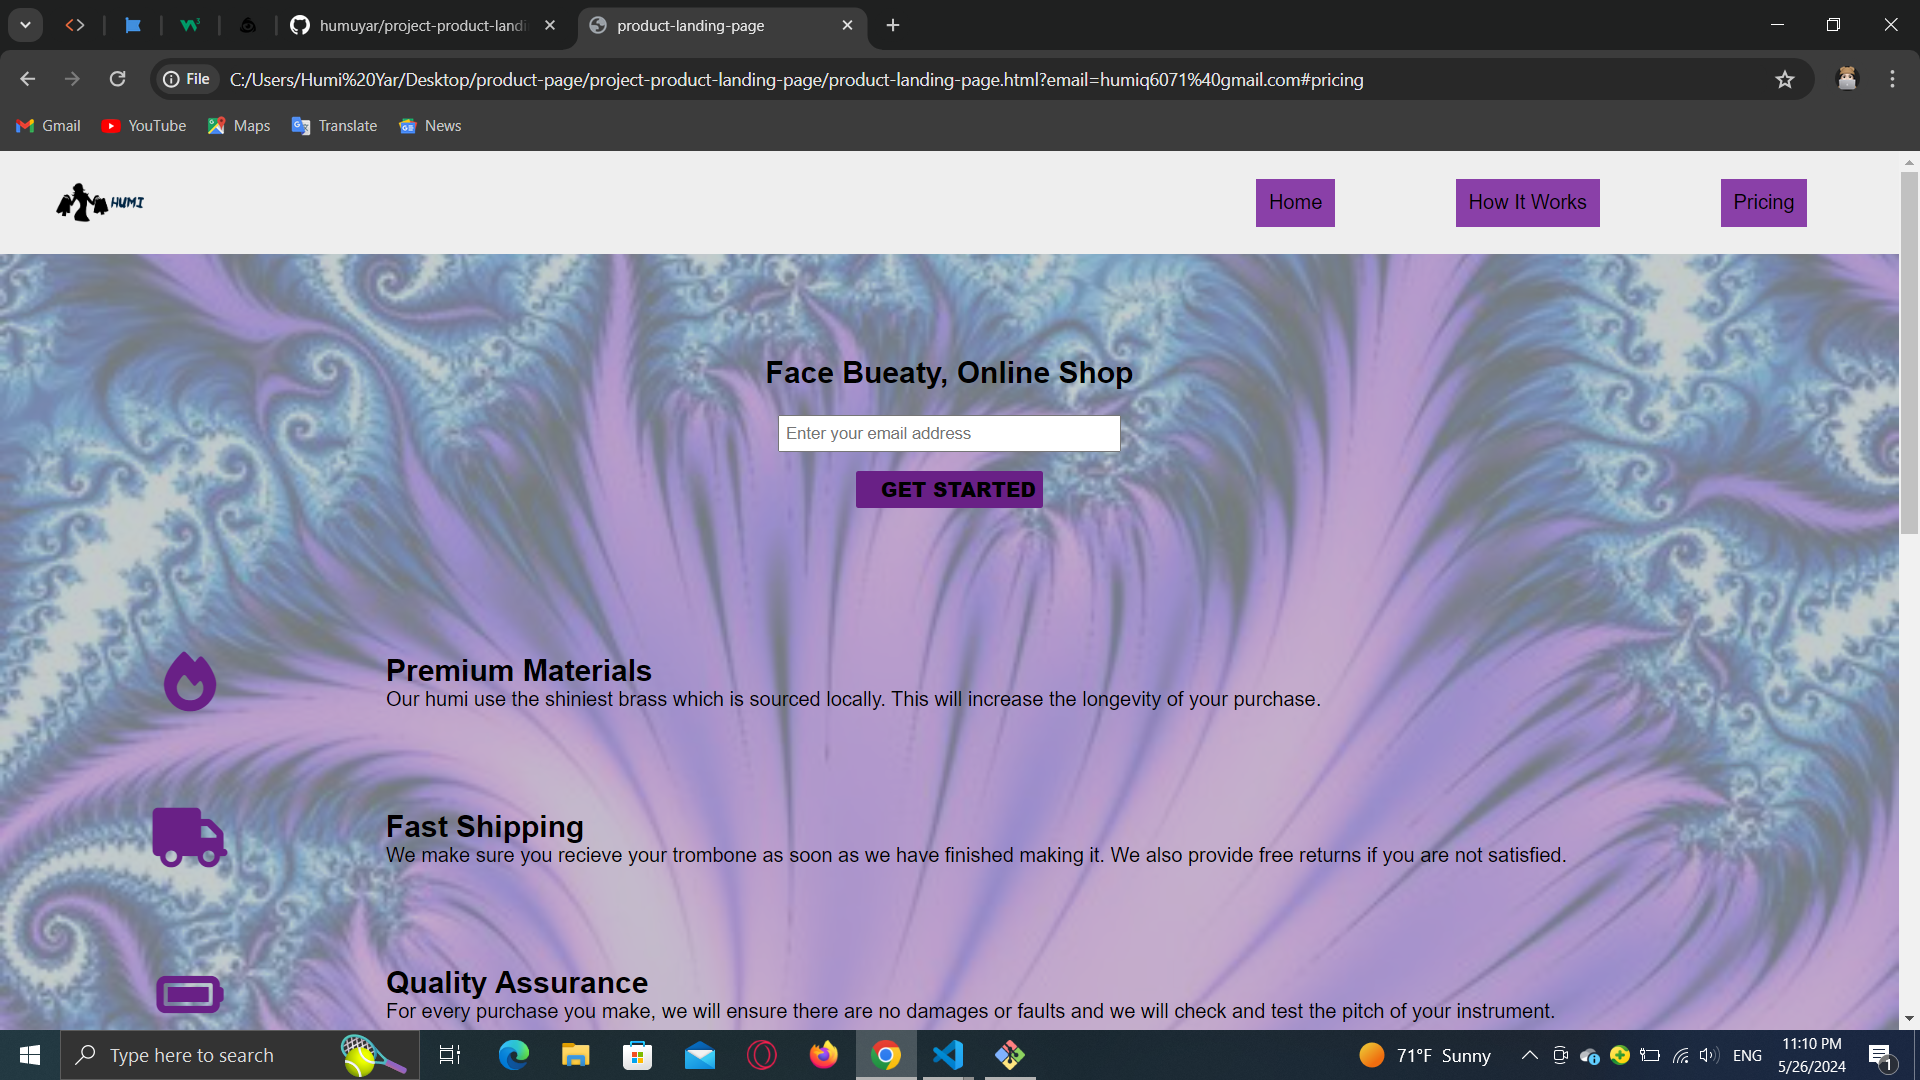 humuyar/project-product-landi
product-landing-page
File
C:/Users/Humi%20Yar/Desktop/product-page/project-product-landing-page/product-landing-page.html?email=humiq6071%40gmail.com#pricing
Gmail
YouTube
Maps
Translate
News
HUMI
Home
How It Works
Pricing
Face Bueaty, Online Shop
Enter your email address
GET STARTED
Premium Materials
Our humi use the shiniest brass which is sourced locally. This will increase the longevity of your purchase.
Fast Shipping
We make sure you recieve your trombone as soon as we have finished making it. We also provide free returns if you are not satisfied.
Quality Assurance
For every purchase you make, we will ensure there are no damages or faults and we will check and test the pitch of your instrument.
Type here to search
71°F Sunny
ENG
11:10 PM
5/26/2024
1